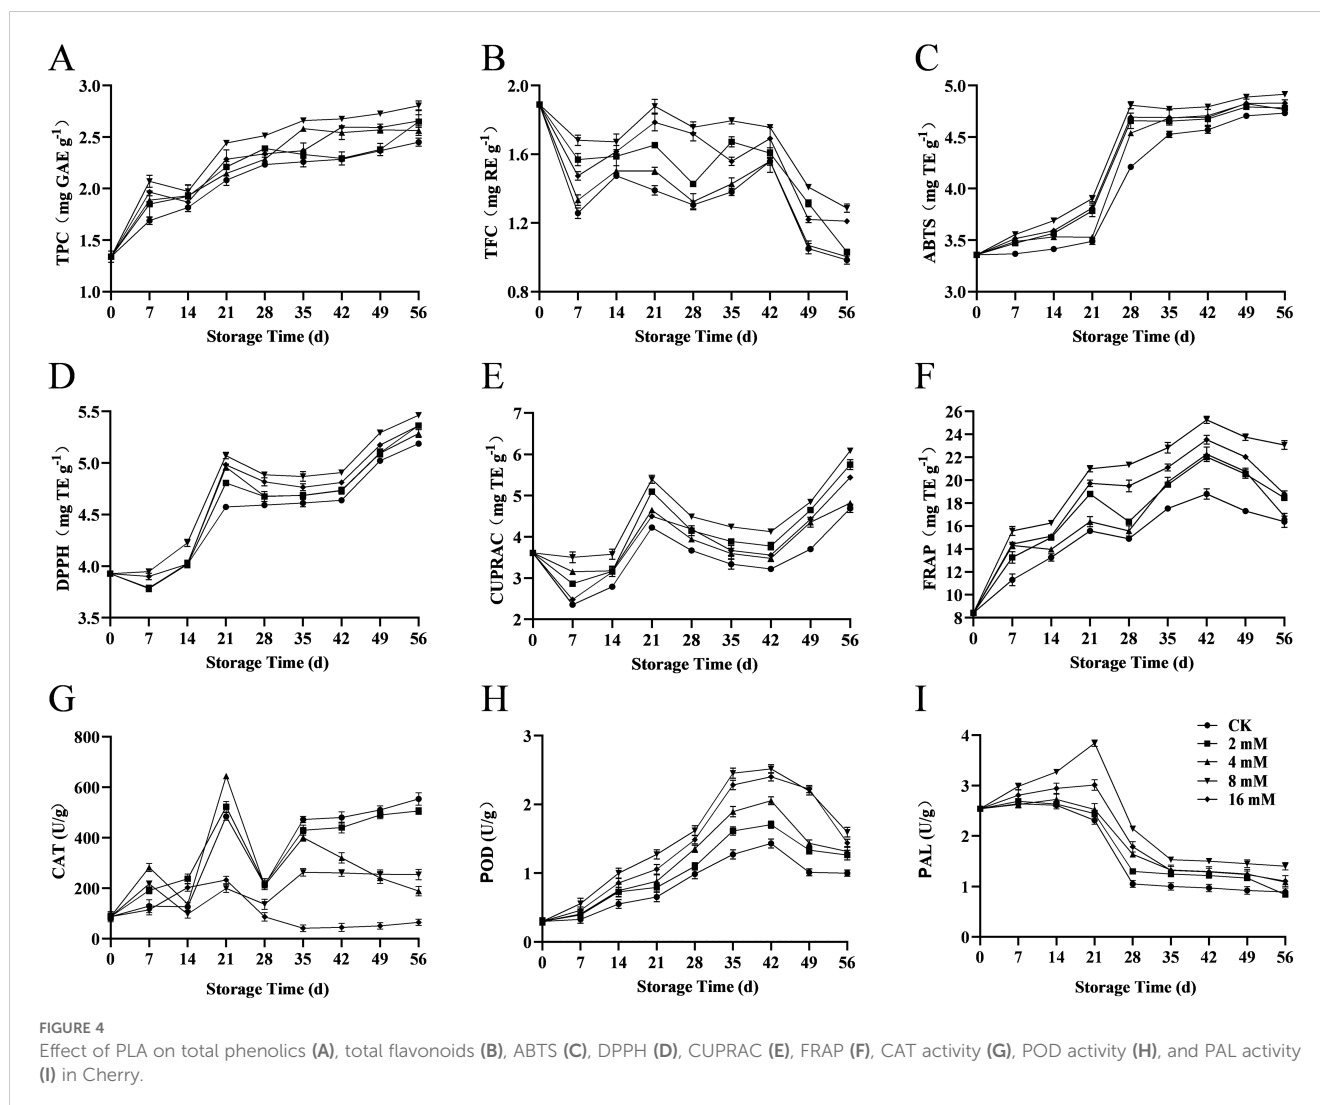 A
TPC (mg GAE g-1)
3.0
2.5
2.0
1.5
1.0
0 7 14 21 28 35 42 49 56
Storage Time (d)
B
TFC (mg RE g-1)
2.0
1.6
1.2
0.8
0 7 14 21 28 35 42 49 56
Storage Time (d)
C
ABTS (mg TE g-1)
5.0
4.5
4.0
3.5
3.0
0 7 14 21 28 35 42 49 56
Storage Time (d)
D
DPPH (mg TE g-1)
5.5
5.0
4.5
4.0
3.5
0 7 14 21 28 35 42 49 56
Storage Time (d)
E
CUPRAC (mg TE g-1)
7
6
5
4
3
2
0 7 14 21 28 35 42 49 56
Storage Time (d)
F
FRAP (mg TE g-1)
26
24
22
20
18
16
14
12
10
8
0 7 14 21 28 35 42 49 56
Storage Time (d)
G
CAT (U/g)
800
600
400
200
0
0 7 14 21 28 35 42 49 56
Storage Time (d)
H
POD (U/g)
3
2
1
0
0 7 14 21 28 35 42 49 56
Storage Time (d)
I
PAL (U/g)
4
3
2
1
0
0 7 14 21 28 35 42 49 56
Storage Time (d)
CK
2 mM
4 mM
8 mM
16 mM
FIGURE 4
Effect of PLA on total phenolics (A), total flavonoids (B), ABTS (C), DPPH (D), CUPRAC (E), FRAP (F), CAT activity (G), POD activity (H), and PAL activity
(I) in Cherry.